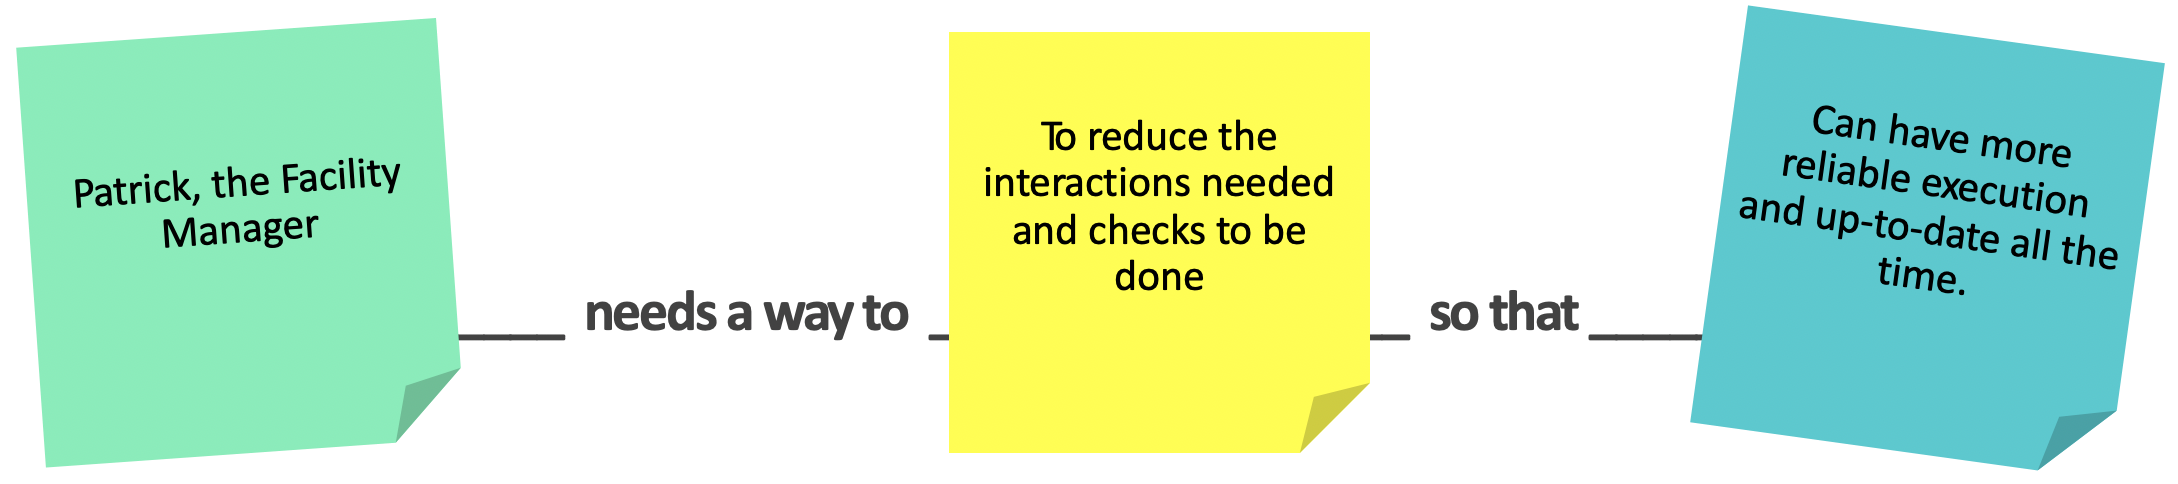 Patrick, the Facility
Manager
____ needs a way to _
To reduce the
interactions needed
and checks to be
done
__ so that ____
Can have more
reliable execution
and up-to-date all the
time.